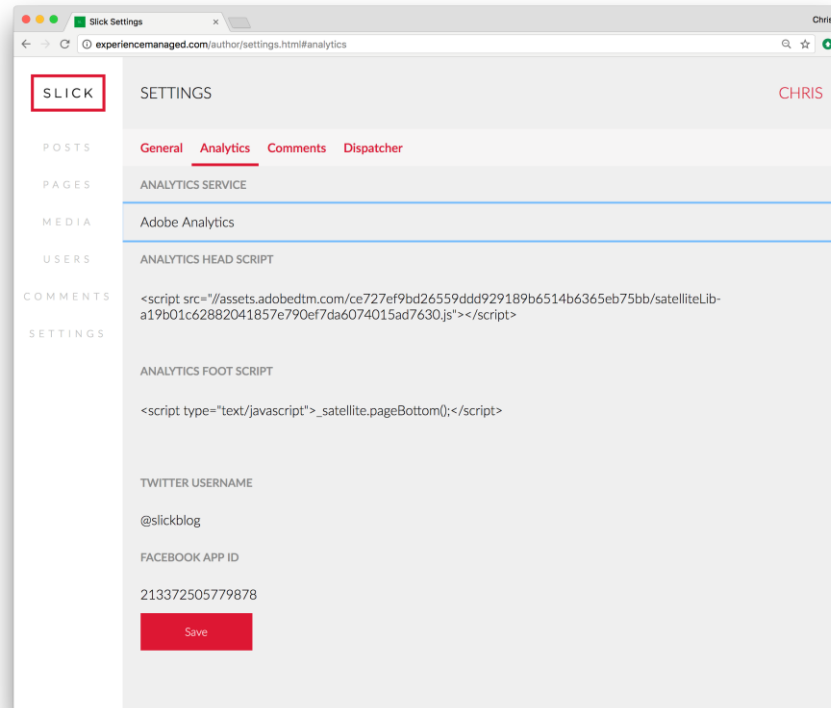 Slick Settings
Chris
experiencemanaged.com/author/settings.html#analytics
SLICK
SETTINGS
CHRIS
POSTS
PAGES
MEDIA
USERS
COMMENTS
SETTINGS
General Analytics Comments Dispatcher
ANALYTICS SERVICE
Adobe Analytics
ANALYTICS HEAD SCRIPT
<script src="//assets.adobedtm.com/ce727ef9bd26559ddd929189b6514b6365eb75bb/satelliteLib-
a19b01c62882041857e790ef7da6074015ad7630.js"></script>
ANALYTICS FOOT SCRIPT
<script type="text/javascript">_satellite.pageBottom();</script>
TWITTER USERNAME
@slickblog
FACEBOOK APP ID
213372505779878
Save